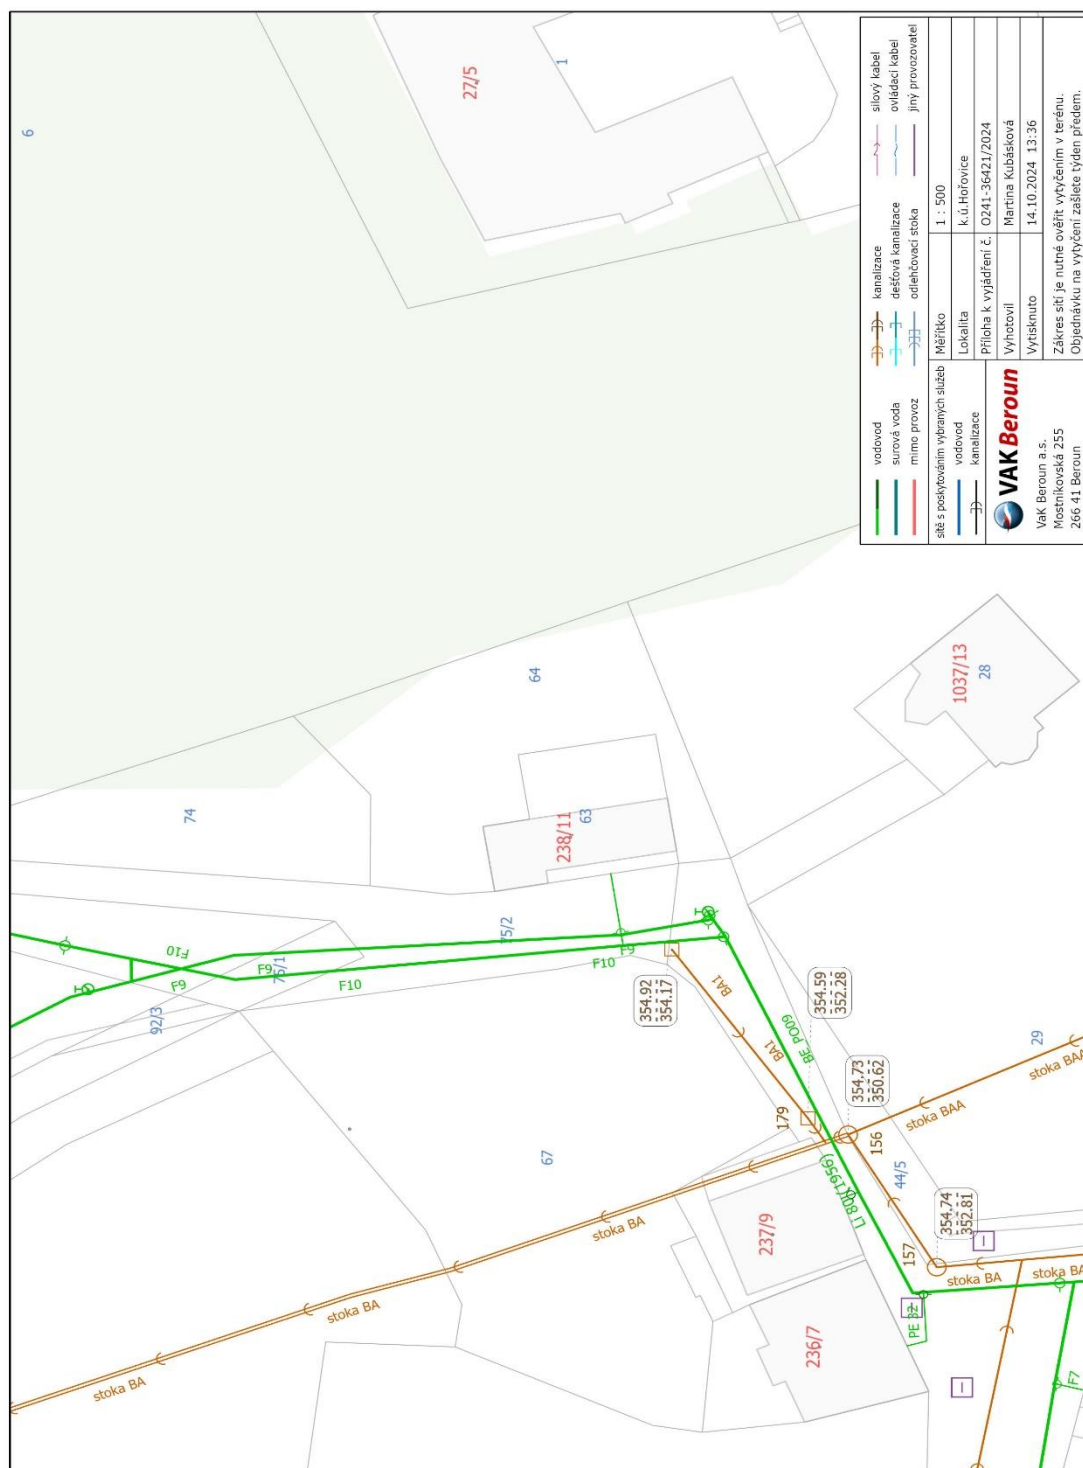 6
27/5
1
74
64
238/11
63
1037/13
28
F10
F9
F9
F10
75/2
75/1
92/3
F10
F9
354.92
354.17
BA1
BA1
BE PO09
354.59
352.28
179
354.73
350.62
156
29
stoka BAA
stoka BAA
67
44/5
LI 80(/1956)
237/9
stoka BA
157
354.74
352.81
stoka BA
stoka BA
stoka BA
stoka BA
236/7
PE 32
F7
vodovod
surová voda
mimo provoz
kanalizace
dešťová kanalizace
odlehčovací stoka
silový kabel
ovládací kabel
jiný provozovatel
sítě s poskytováním vybraných služeb
vodovod
kanalizace
VAK Beroun
VaK Beroun a.s.
Mostníkovská 255
266 41 Beroun
Měřítko 1 : 500
Lokalita k.ú.Hořovice
Příloha k vyjádření č. O241-36421/2024
Vyhotovil Martina Kubásková
Vytisknuto 14.10.2024 13:36
Zákres sítí je nutné ověřit vytyčením v terénu.
Objednávku na vytyčení zašlete týden předem.